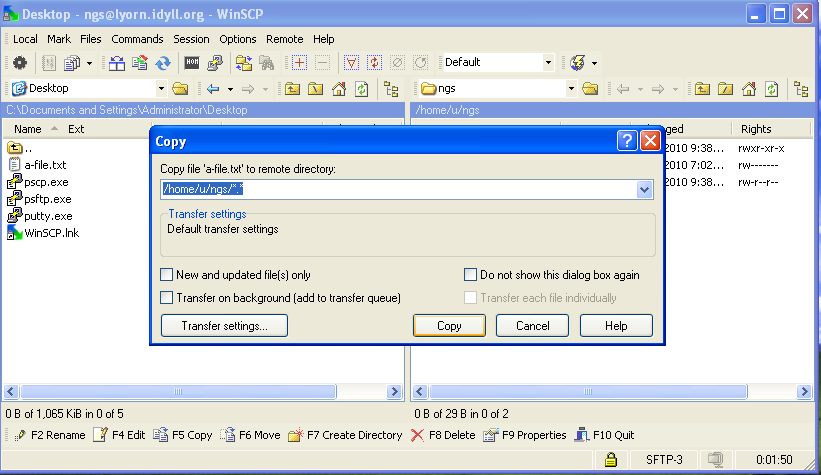 Desktop - ngs@lyorn.idyll.org - WinSCP
Local Mark Files Commands Session Options Remote Help
Default
Desktop
ngs
C:\Documents and Settings\Administrator\Desktop
/home/u/ngs
Name Ext
Rights
..
2010 9:38... rwxr-xr-x
a-file.txt
2010 7:02... rw-------
pscp.exe
2010 9:38... rw-r--r--
psftp.exe
putty.exe
WinSCP.lnk
Copy
Copy file 'a-file.txt' to remote directory:
/home/u/ngs/*.*
Transfer settings
Default transfer settings
New and updated file(s) only
Do not show this dialog box again
Transfer on background (add to transfer queue)
Transfer each file individually
Transfer settings...
Copy
Cancel
Help
0 B of 1,065 KiB in 0 of 5
0 B of 29 B in 0 of 2
F2 Rename F4 Edit F5 Copy F6 Move F7 Create Directory F8 Delete F9 Properties F10 Quit
SFTP-3
0:01:50